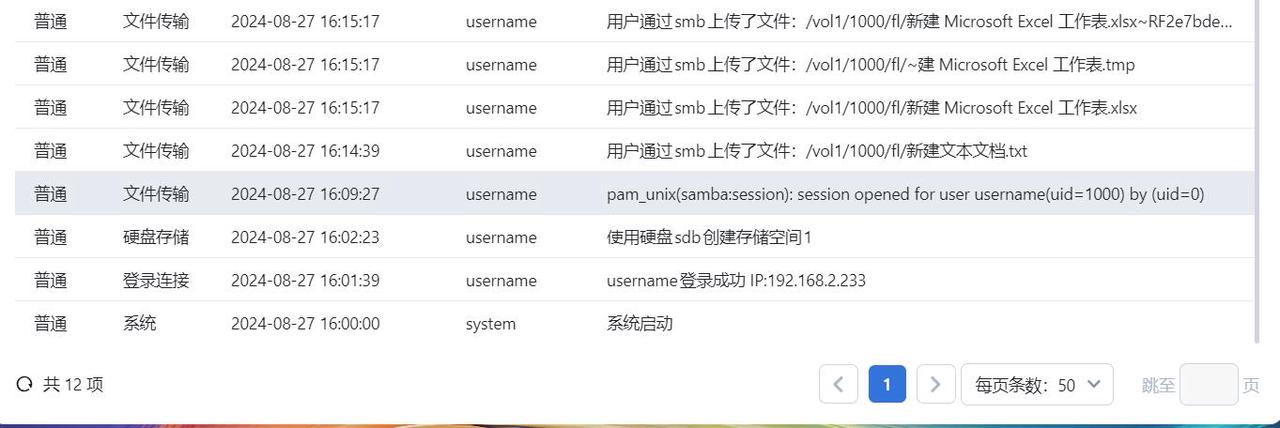 普通 文件传输 2024-08-27 16:15:17 username 用户通过smb上传了文件：/vol1/1000/fl/新建 Microsoft Excel 工作表.xlsx~RF2e7bde...
普通 文件传输 2024-08-27 16:15:17 username 用户通过smb上传了文件：/vol1/1000/fl/~建 Microsoft Excel 工作表.tmp
普通 文件传输 2024-08-27 16:15:17 username 用户通过smb上传了文件：/vol1/1000/fl/新建 Microsoft Excel 工作表.xlsx
普通 文件传输 2024-08-27 16:14:39 username 用户通过smb上传了文件：/vol1/1000/fl/新建文本文档.txt
普通 文件传输 2024-08-27 16:09:27 username pam_unix(samba:session): session opened for user username(uid=1000) by (uid=0)
普通 硬盘存储 2024-08-27 16:02:23 username 使用硬盘sdb创建存储空间1
普通 登录连接 2024-08-27 16:01:39 username username登录成功 IP:192.168.2.233
普通 系统 2024-08-27 16:00:00 system 系统启动
共 12 项 1 每页条数：50 跳至 页